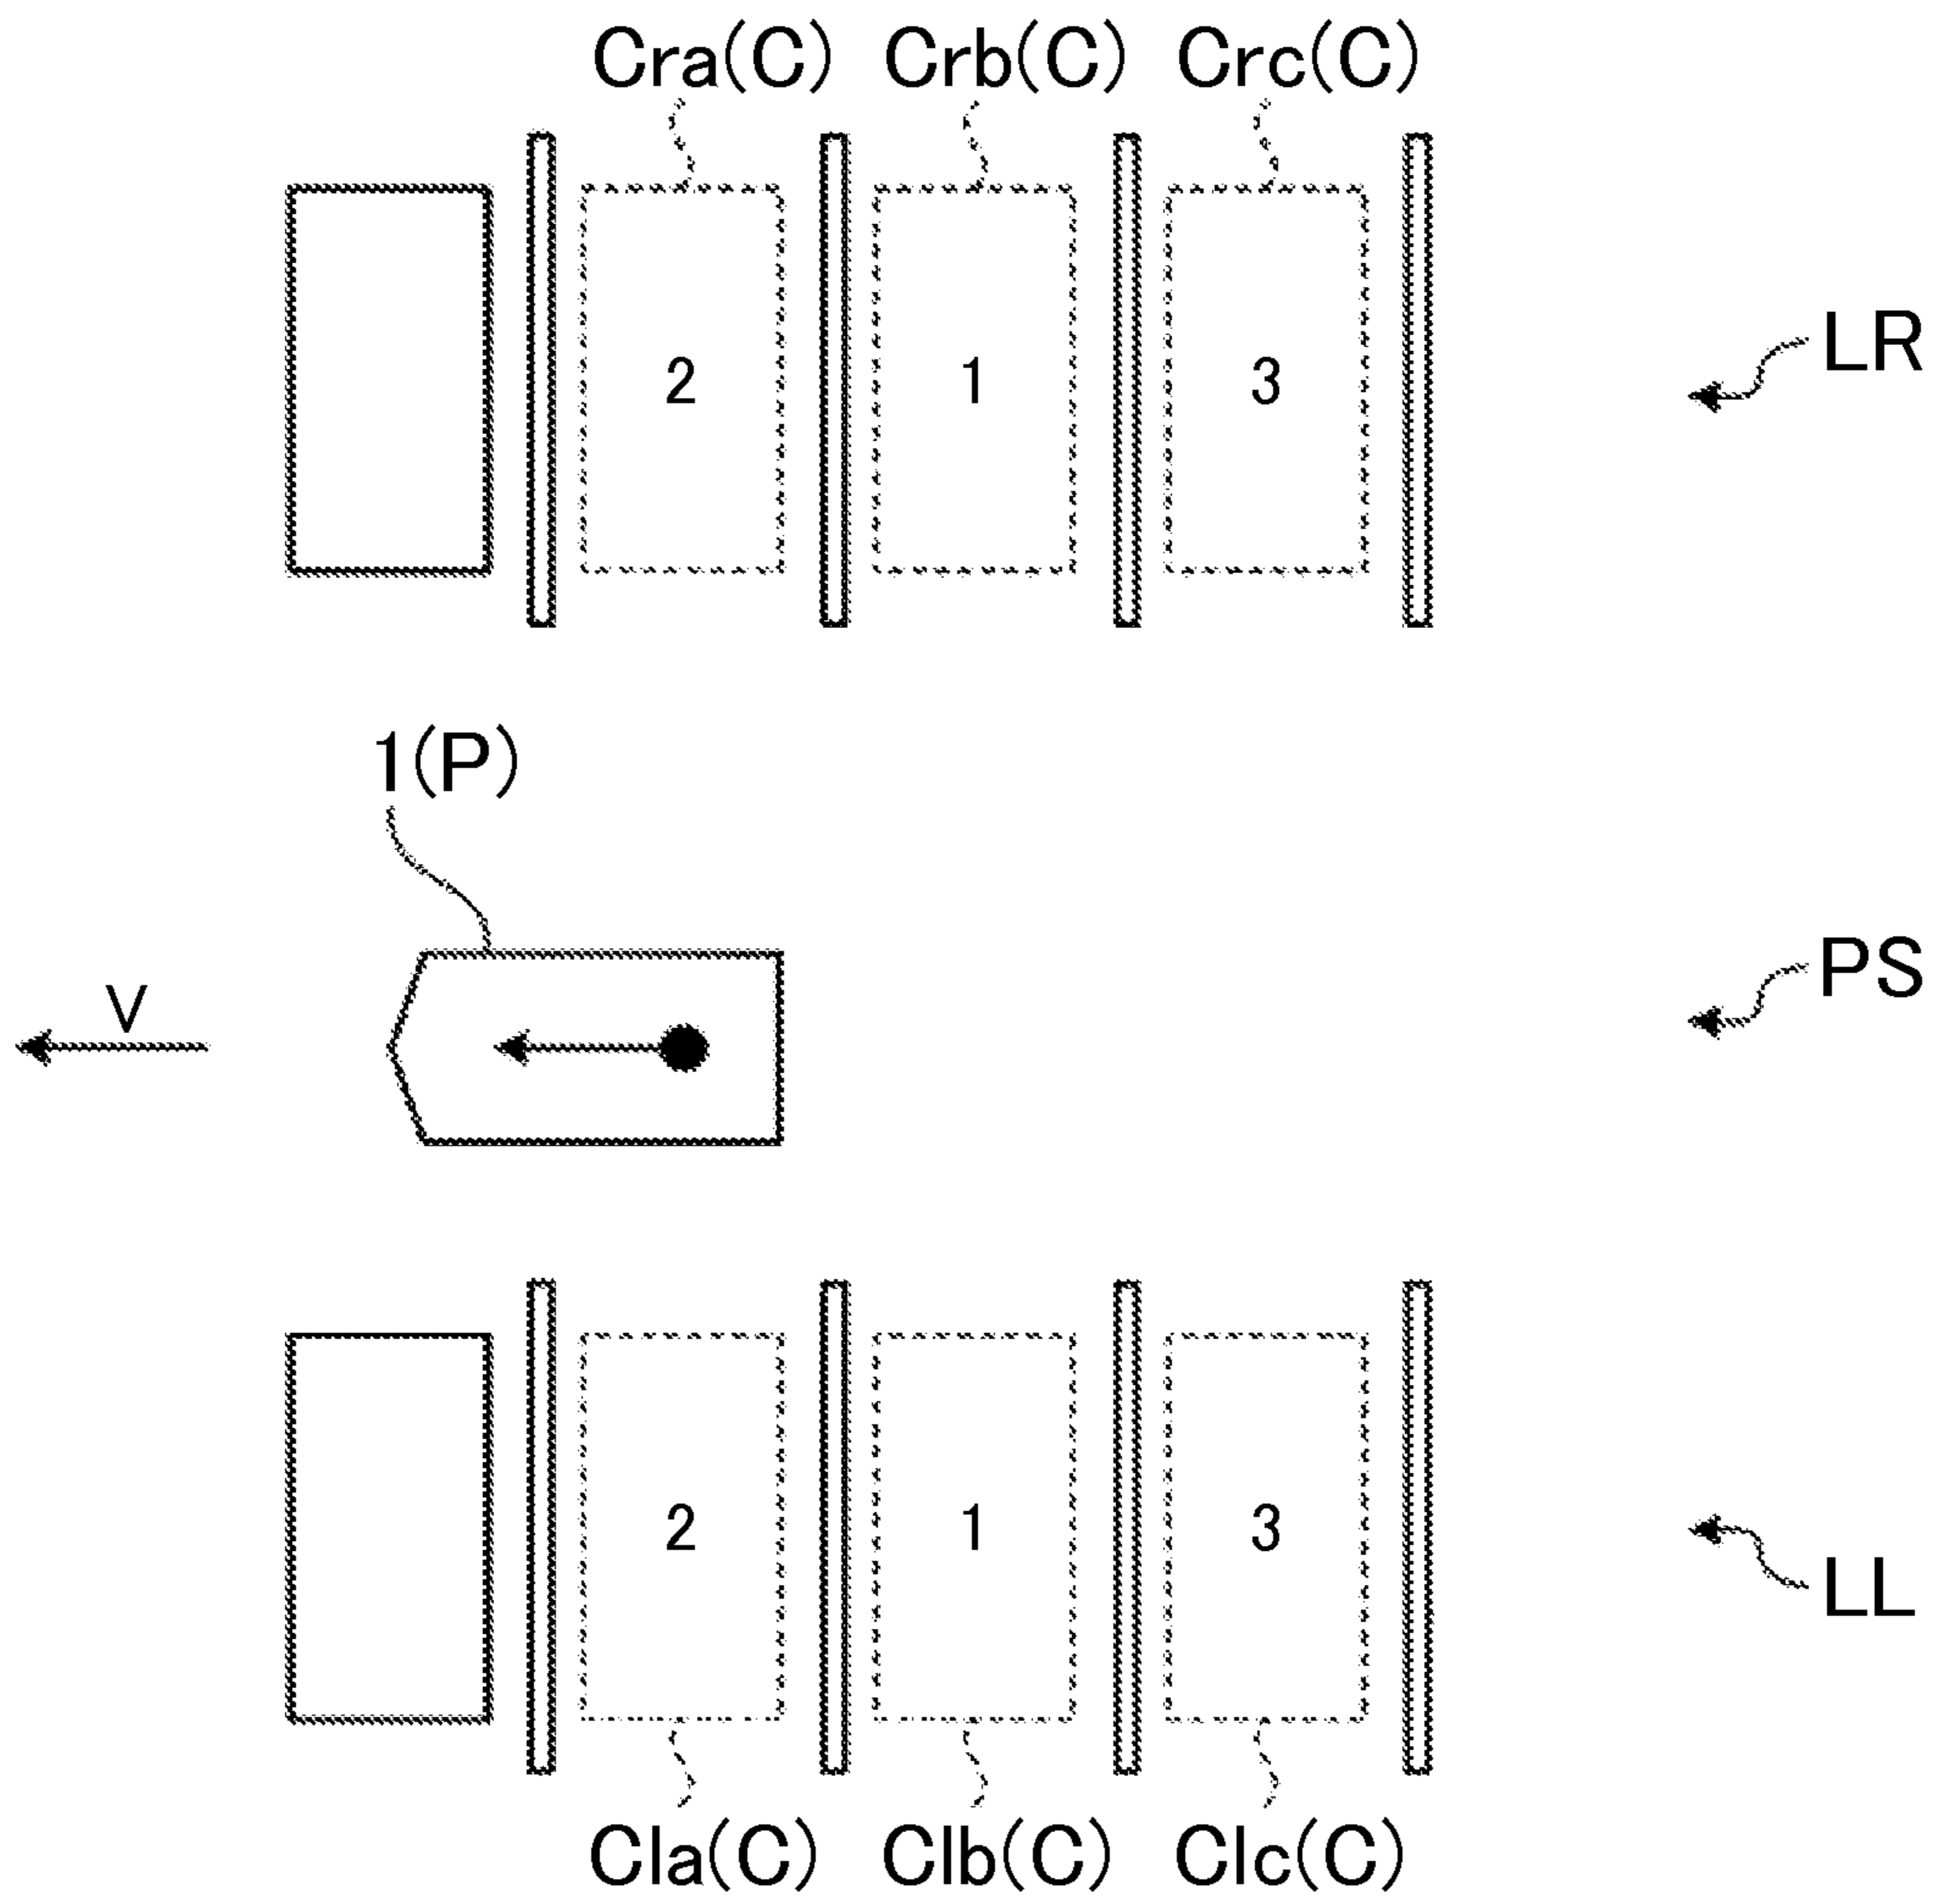 Cra(C) Crb(C) Crc(C)
2 1 3
LR
1(P)
V
PS
2 1 3
LL
Cla(C) Clb(C) Clc(C)